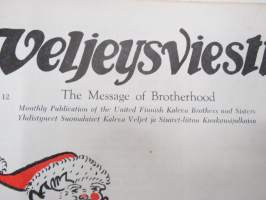 Veljeysviesti
12
The Message of Brotherhood
Monthly Publication of the United Finnish Kaleva Brothers and Sisters
Yhdistyneet Suomalaiset Kaleva Veljet ja Sisaret-liiton Kuukausijulkaisu